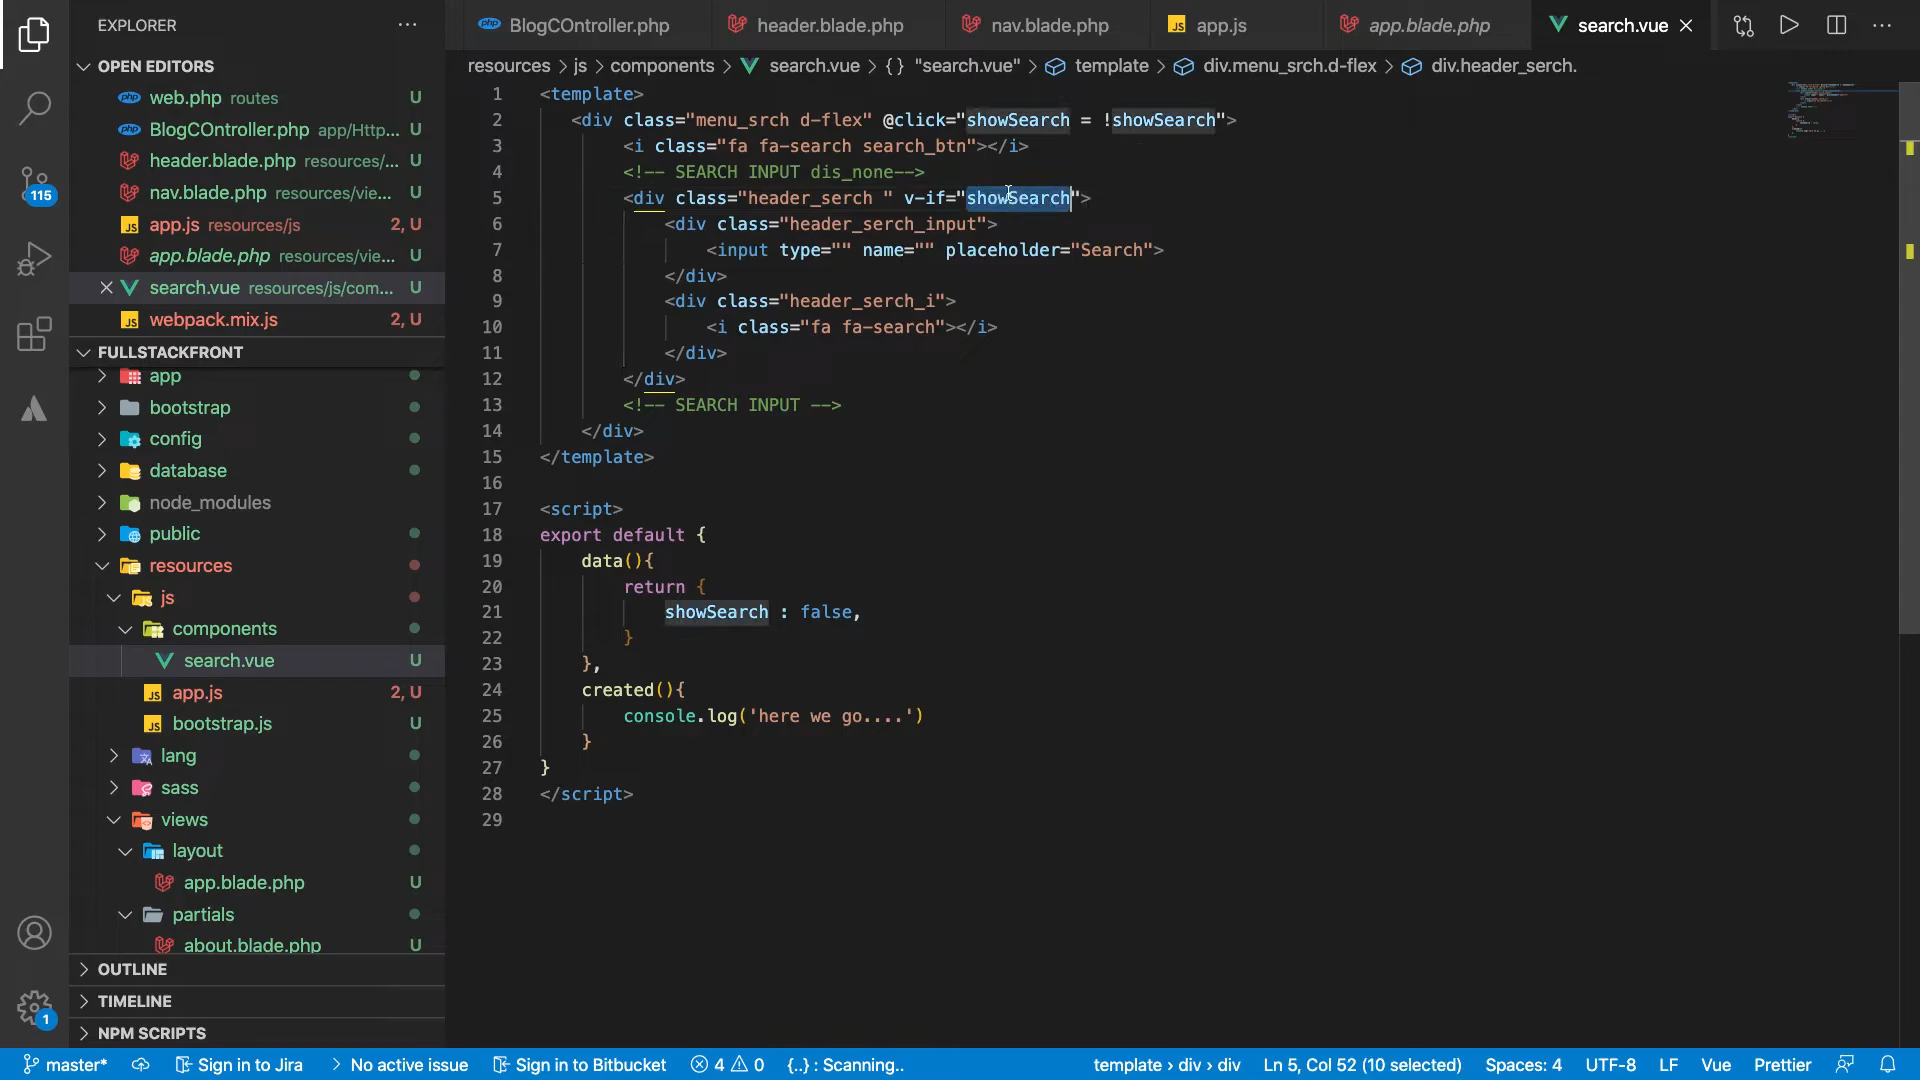 EXPLORER
···
BlogCOntroller.php
header.blade.php
nav.blade.php
app.js
app.blade.php
search.vue
OPEN EDITORS
web.php routes U
BlogCOntroller.php app/Http... U
header.blade.php resources/... U
nav.blade.php resources/vie... U
app.js resources/js 2, U
app.blade.php resources/vie... U
search.vue resources/js/com... U
webpack.mix.js 2, U
115
FULLSTACKFRONT
app
bootstrap
config
database
node_modules
public
resources
js
components
search.vue U
app.js 2, U
bootstrap.js U
lang
sass
views
layout
app.blade.php U
partials
about.blade.php U
OUTLINE
TIMELINE
NPM SCRIPTS
1
resources > js > components > search.vue > {} "search.vue" > template > div.menu_srch.d-flex > div.header_serch.
1 <template>
2 <div class="menu_srch d-flex" @click="showSearch = !showSearch">
3 <i class="fa fa-search search_btn"></i>
4 <!-- SEARCH INPUT dis_none-->
5 <div class="header_serch " v-if="showSearch">
6 <div class="header_serch_input">
7 <input type="" name="" placeholder="Search">
8 </div>
9 <div class="header_serch_i">
10 <i class="fa fa-search"></i>
11 </div>
12 </div>
13 <!-- SEARCH INPUT -->
14 </div>
15 </template>
16
17 <script>
18 export default {
19 data(){
20 return {
21 showSearch : false,
22 }
23 },
24 created(){
25 console.log('here we go....')
26 }
27 }
28 </script>
29
master* Sign in to Jira > No active issue Sign in to Bitbucket 4 0 {..} : Scanning.. template › div › div Ln 5, Col 52 (10 selected) Spaces: 4 UTF-8 LF Vue Prettier